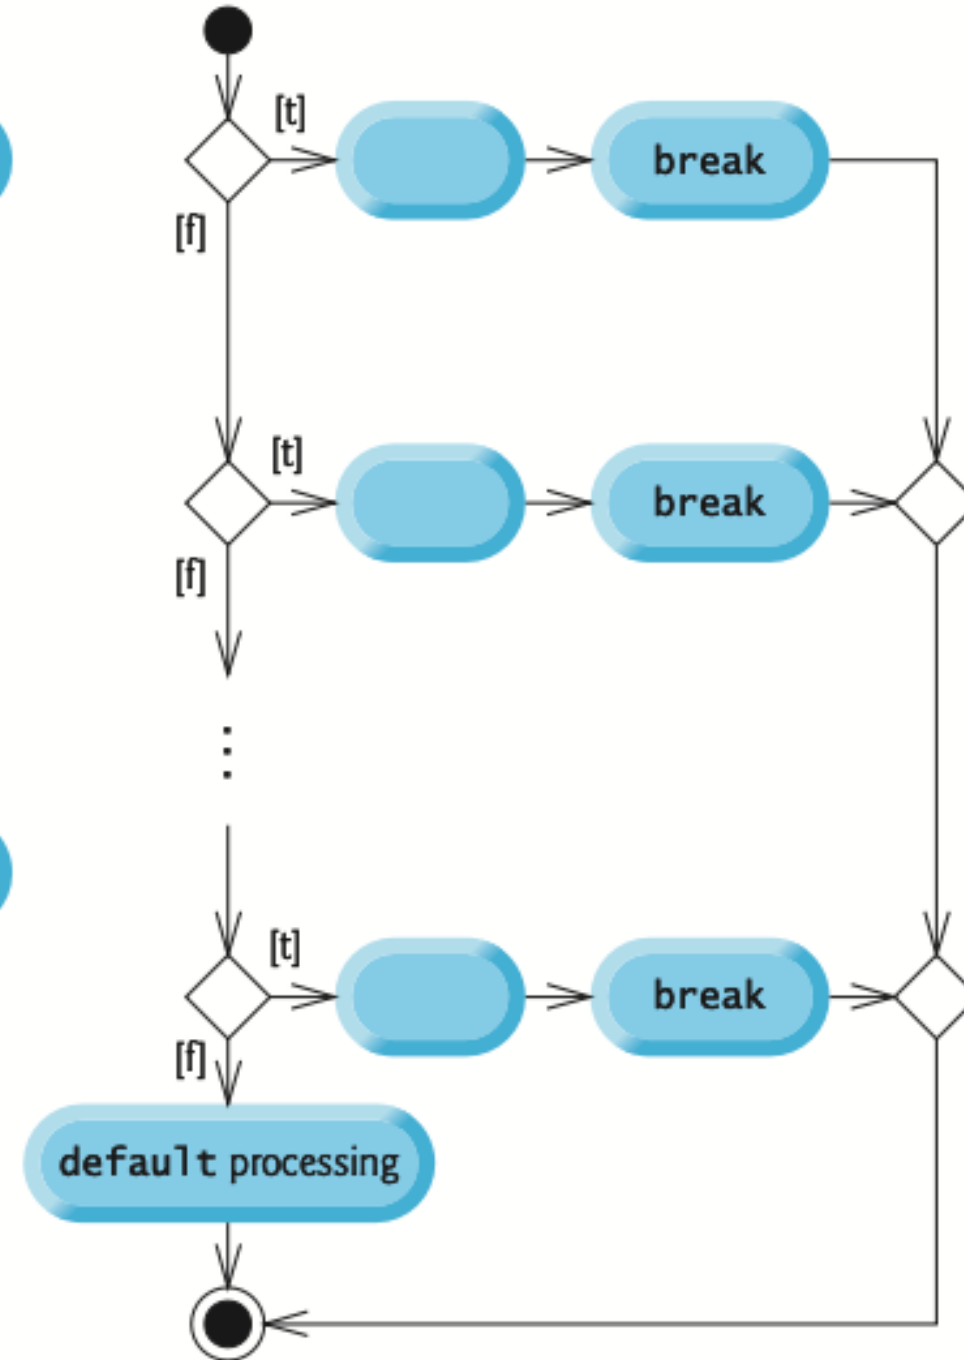 [t]
break
[f]
[t]
break
[f]
[t]
break
[f]
default processing